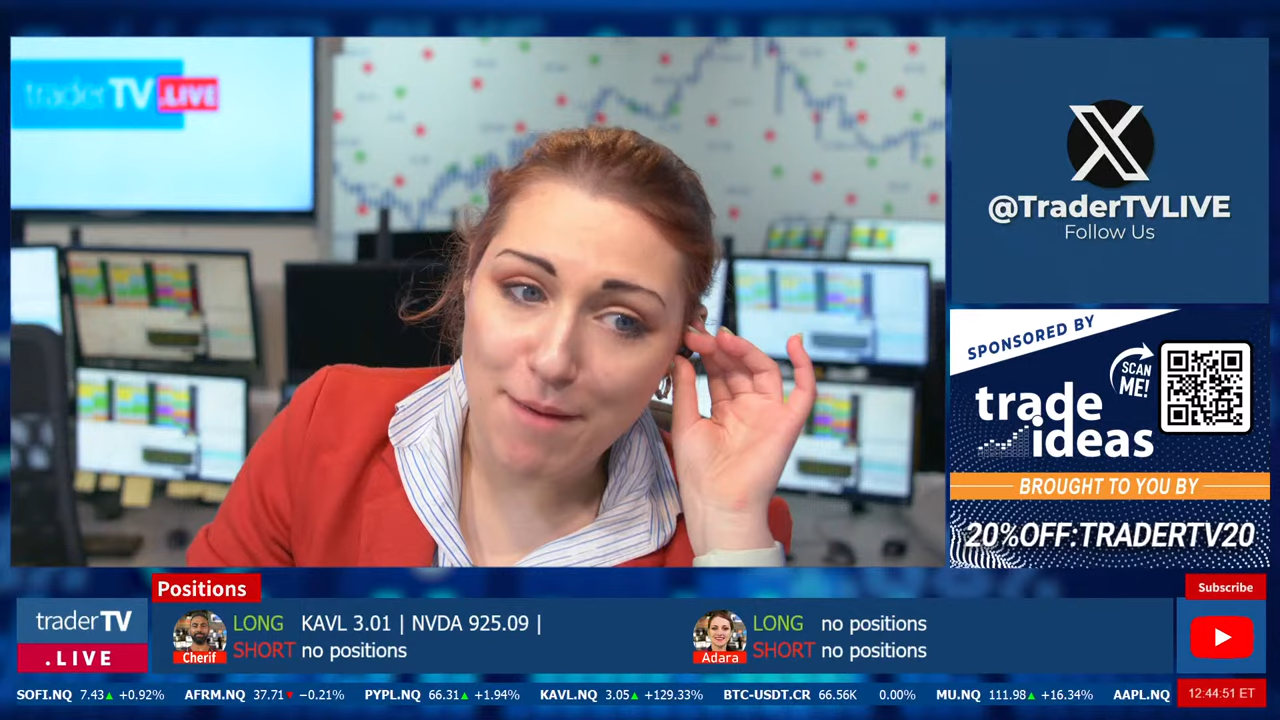 traderTV.LIVE
@TraderTVLIVE
Follow Us
SPONSORED BY
SCAN
ME!
trade
ideas
BROUGHT TO YOU BY
20%OFF:TRADERTV20
Positions
Subscribe
traderTV
.LIVE
Cherif
LONG KAVL 3.01 | NVDA 925.09 |
SHORT no positions
Adara
LONG no positions
SHORT no positions
SOFI.NQ 7.43▲ +0.92% AFRM.NQ 37.71▼ −0.21% PYPL.NQ 66.31▲ +1.94% KAVL.NQ 3.05▲ +129.33% BTC-USDT.CR 66.56K 0.00% MU.NQ 111.98▲ +16.34% AAPL.NQ
12:44:51 ET